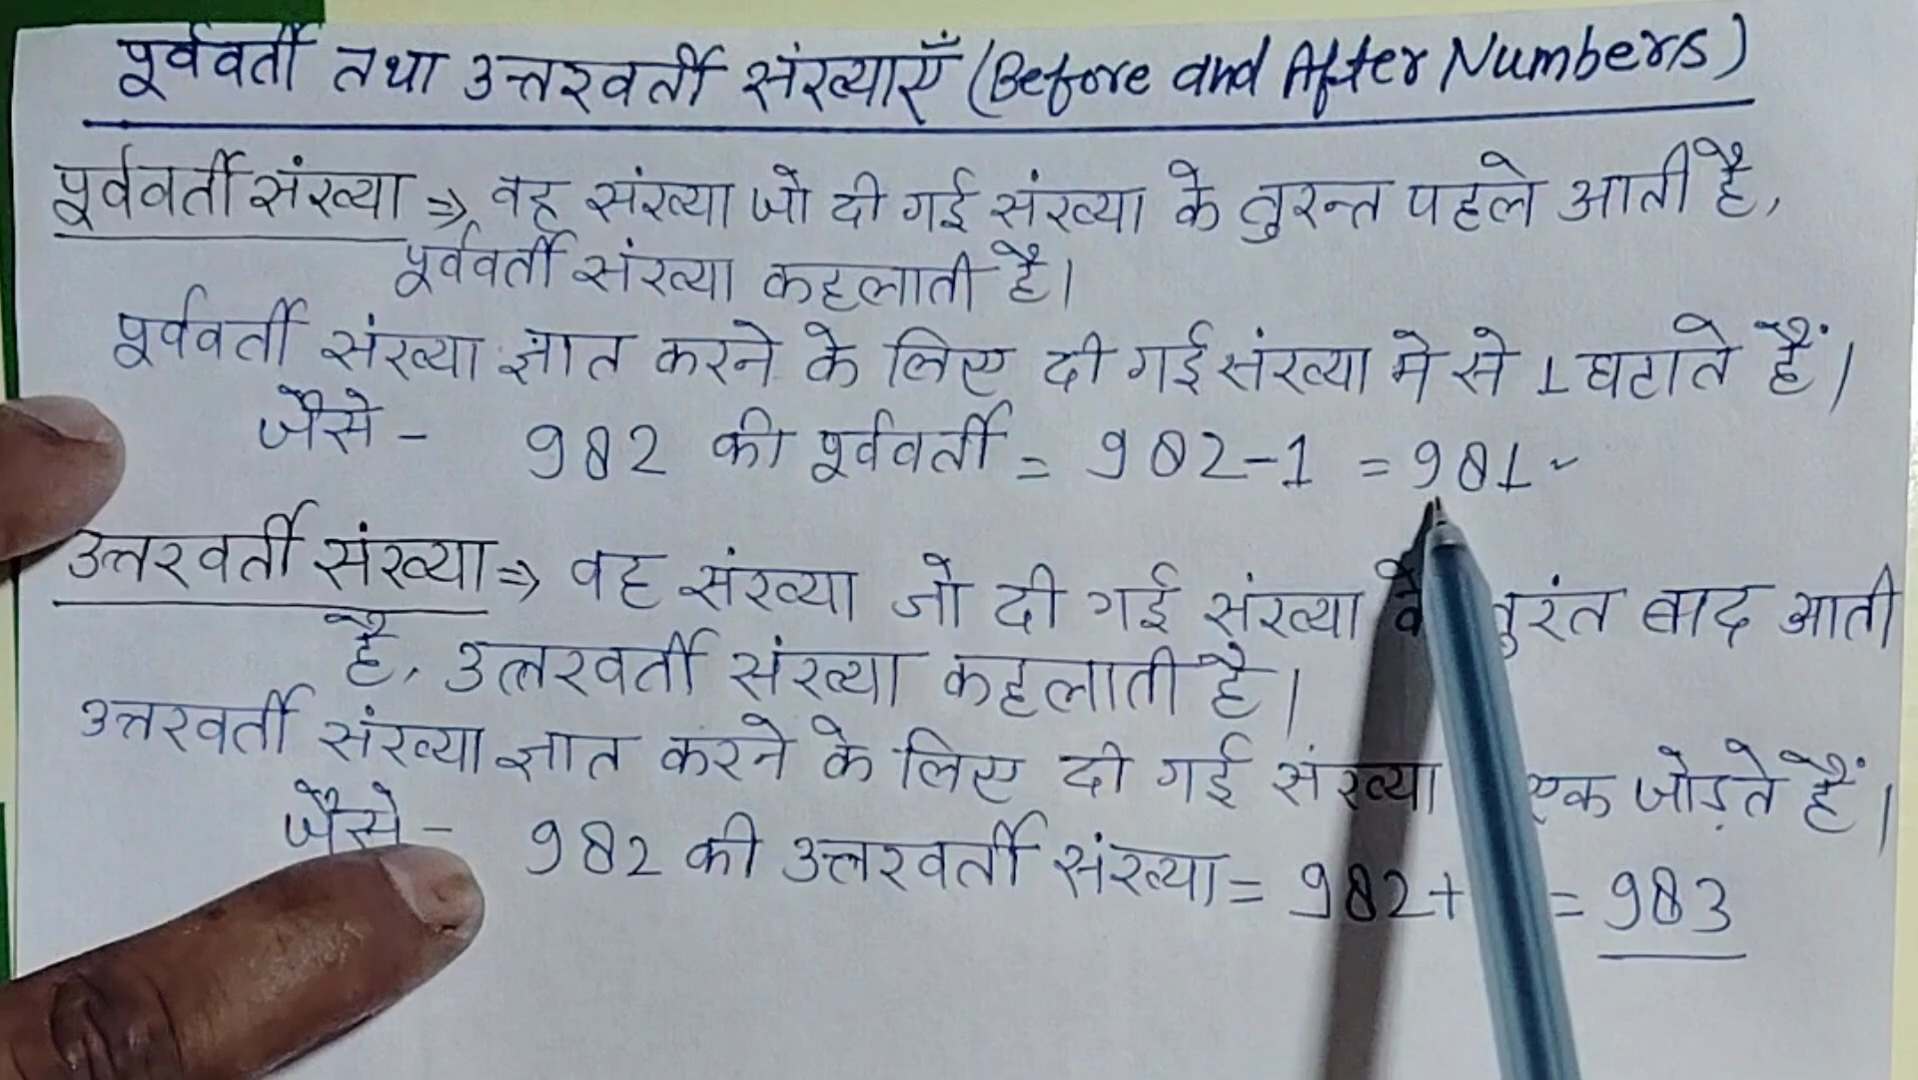 पूर्ववर्ती तथा उत्तरवर्ती संख्याएँ (Before and After Numbers)
पूर्ववर्ती संख्या ⇒ वह संख्या जो दी गई संख्या के तुरन्त पहले आती है,
पूर्ववर्ती संख्या कहलाती है।
पूर्ववर्ती संख्या ज्ञात करने के लिए दी गई संख्या मे से 1 घटाते हैं।
जैसे - 982 की पूर्ववर्ती = 982-1 = 981
उत्तरवर्ती संख्या ⇒ वह संख्या जो दी गई संख्या के तुरंत बाद आती
है, उत्तरवर्ती संख्या कहलाती है।
उत्तरवर्ती संख्या ज्ञात करने के लिए दी गई संख्या एक जोड़ते हैं।
जैसे - 982 की उत्तरवर्ती संख्या = 982+ = 983